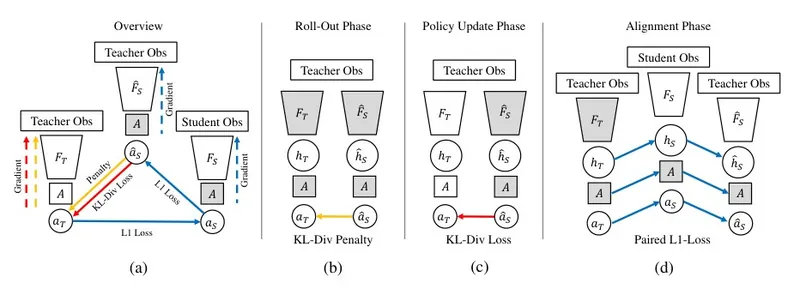 Overview
Teacher Obs
F̂_S
Gradient
A
Teacher Obs
Student Obs
â_S
F_T
F_S
Gradient
Penalty
KL-Div Loss
L1 Loss
Gradient
A
A
a_T
a_S
L1 Loss
(a)
Roll-Out Phase
Teacher Obs
F_T
F̂_S
h_T
ĥ_S
A
A
a_T
â_S
KL-Div Penalty
(b)
Policy Update Phase
Teacher Obs
F_T
F̂_S
h_T
ĥ_S
A
A
a_T
â_S
KL-Div Loss
(c)
Alignment Phase
Student Obs
Teacher Obs
F_S
Teacher Obs
F_T
F̂_S
h_S
h_T
ĥ_S
A
A
A
a_S
a_T
â_S
Paired L1-Loss
(d)